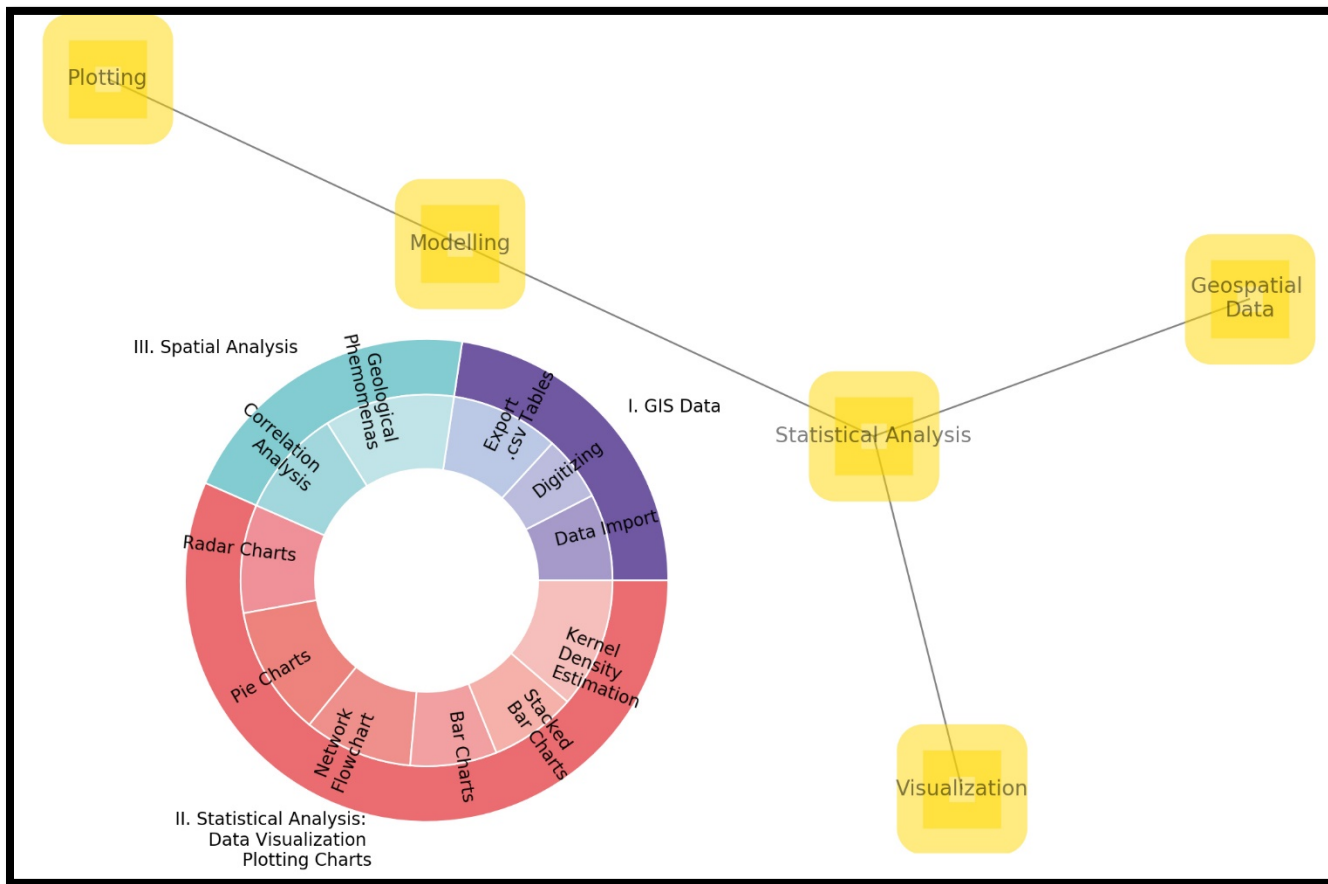 Plotting
Modelling
Geospatial
Data
Statistical Analysis
Visualization
III. Spatial Analysis
I. GIS Data
Geological
Phemomenas
Export
.csv Tables
Correlation
Analysis
Digitizing
Data Import
Radar Charts
Pie Charts
Network
Flowchart
Bar Charts
Stacked
Bar Charts
Kernel
Density
Estimation
II. Statistical Analysis:
Data Visualization
Plotting Charts